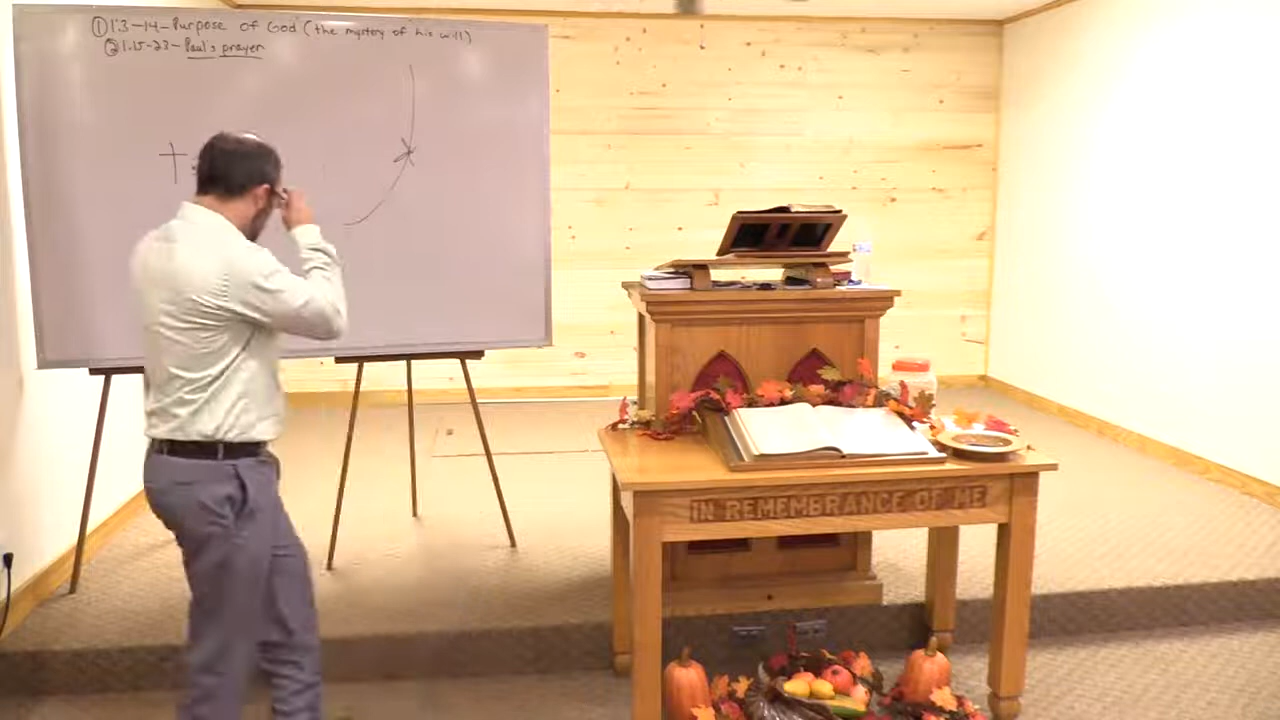 ① 1:3-14-Purpose of God (the mystery of his will)
② 1:15-23-Paul's prayer
IN REMEMBRANCE OF ME